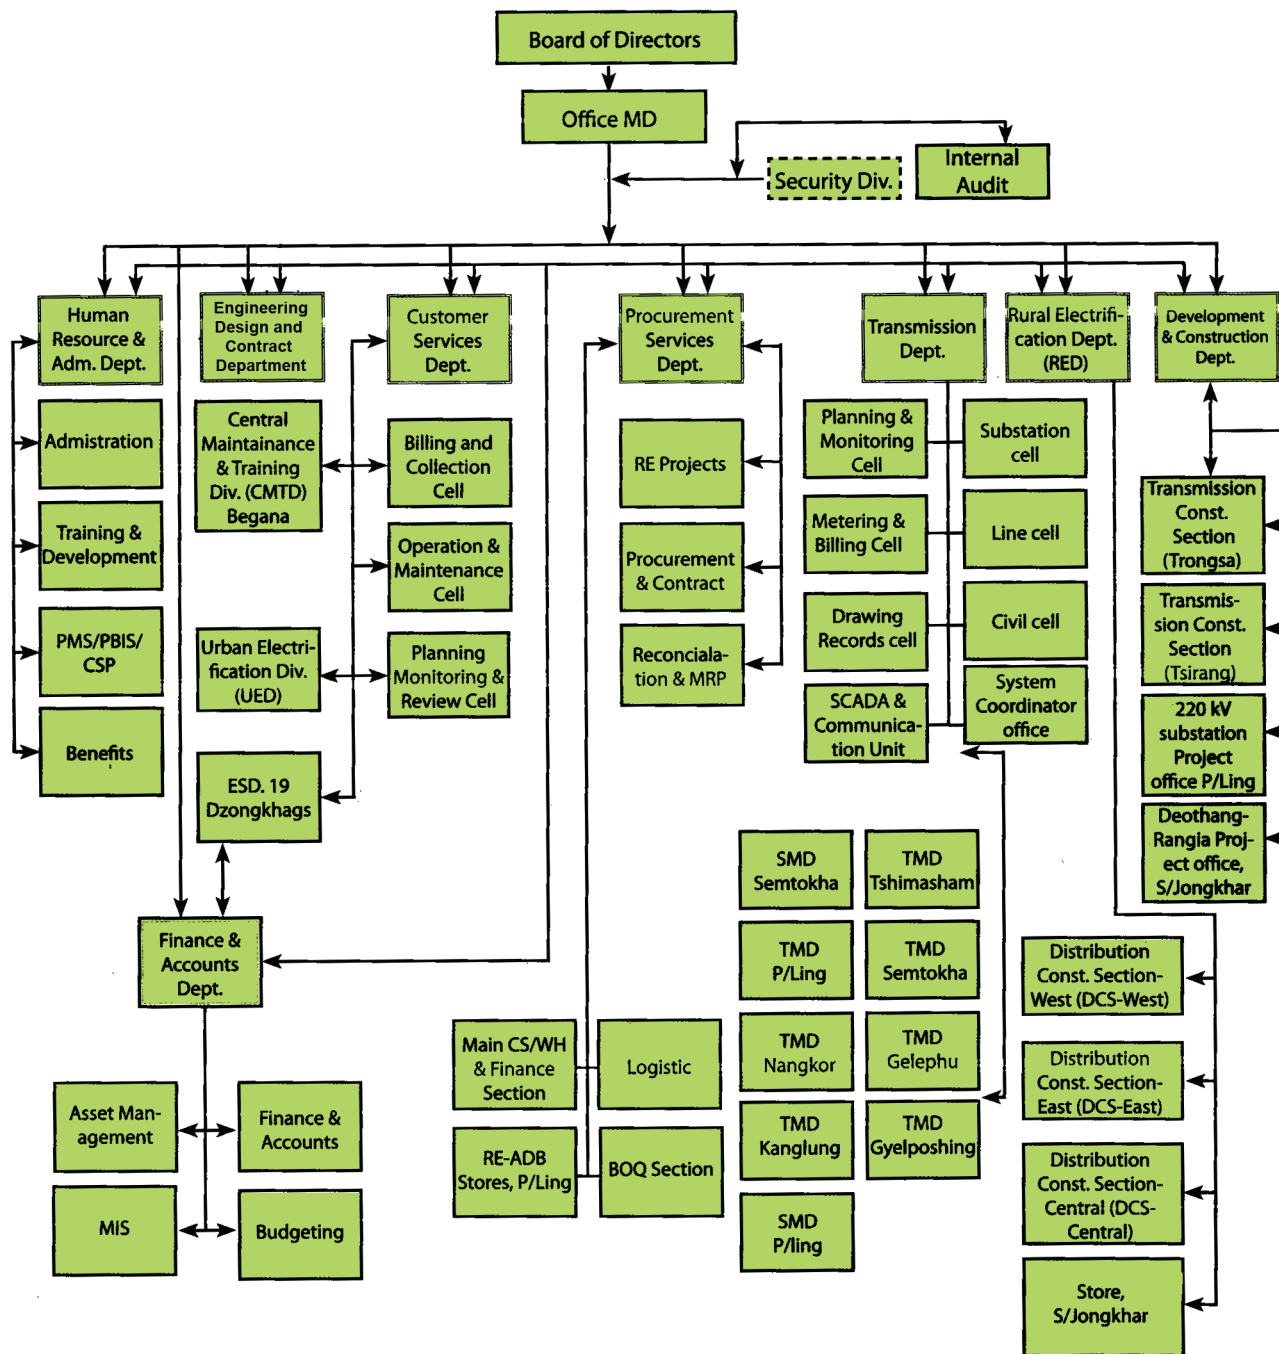 Board of Directors
Office MD
Security Div.
Internal
Audit
Human
Resource &
Adm. Dept.
Engineering
Design and
Contract
Department
Customer
Services
Dept.
Procurement
Services
Dept.
Transmission
Dept.
Rural Electrifi-
cation Dept.
(RED)
Development
& Construction
Dept.
Admistration
Training &
Development
PMS/PBIS/
CSP
Benefits
Central
Maintainance
& Training
Div. (CMTD)
Begana
Urban Electri-
fication Div.
(UED)
ESD. 19
Dzongkhags
Billing and
Collection
Cell
Operation &
Maintenance
Cell
Planning
Monitoring &
Review Cell
RE Projects
Procurement
& Contract
Reconciala-
tion & MRP
Planning &
Monitoring
Cell
Substation
cell
Metering &
Billing Cell
Line cell
Drawing
Records cell
Civil cell
SCADA &
Communica-
tion Unit
System
Coordinator
office
Transmission
Const.
Section
(Trongsa)
Transmis-
sion Const.
Section
(Tsirang)
220 kV
substation
Project
office P/Ling
Deothang-
Rangia Proj-
ect office,
S/Jongkhar
Finance &
Accounts
Dept.
Asset Man-
agement
Finance &
Accounts
MIS
Budgeting
Main CS/WH
& Finance
Section
Logistic
RE-ADB
Stores, P/Ling
BOQ Section
SMD
Semtokha
TMD
Tshimasham
TMD
P/Ling
TMD
Semtokha
TMD
Nangkor
TMD
Gelephu
TMD
Kanglung
TMD
Gyelposhing
SMD
P/ling
Distribution
Const. Section-
West (DCS-West)
Distribution
Const. Section-
East (DCS-East)
Distribution
Const. Section-
Central (DCS-
Central)
Store,
S/Jongkhar